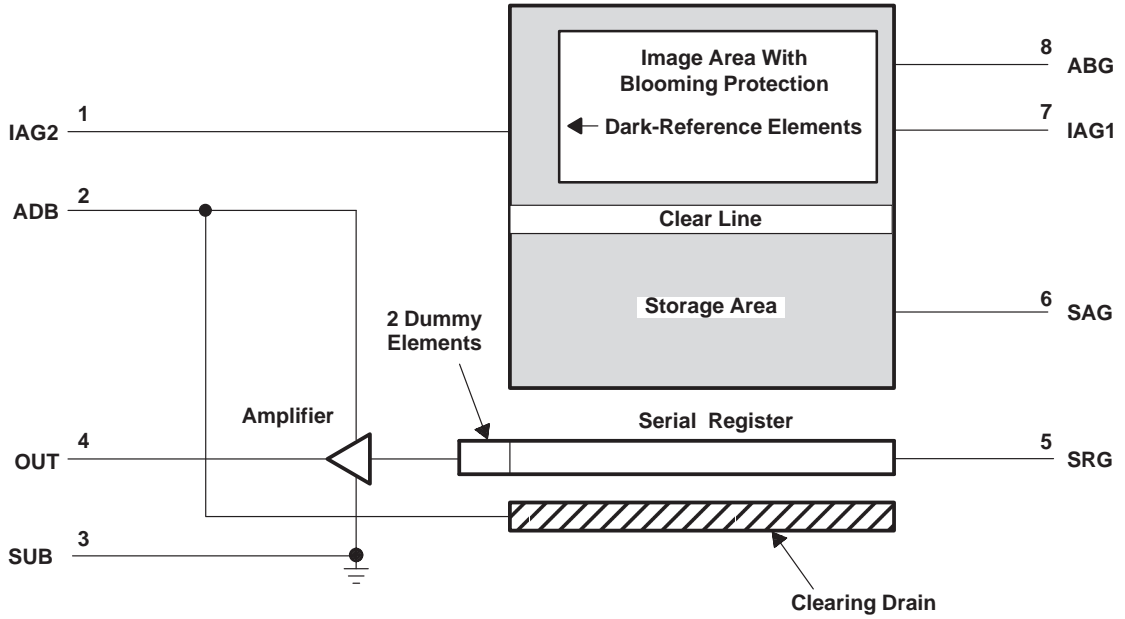 Image Area With
Blooming Protection
Dark-Reference Elements
8
ABG
1
IAG2
7
IAG1
2
ADB
Clear Line
Storage Area
6
SAG
2 Dummy
Elements
Amplifier
Serial Register
4
OUT
5
SRG
3
SUB
Clearing Drain